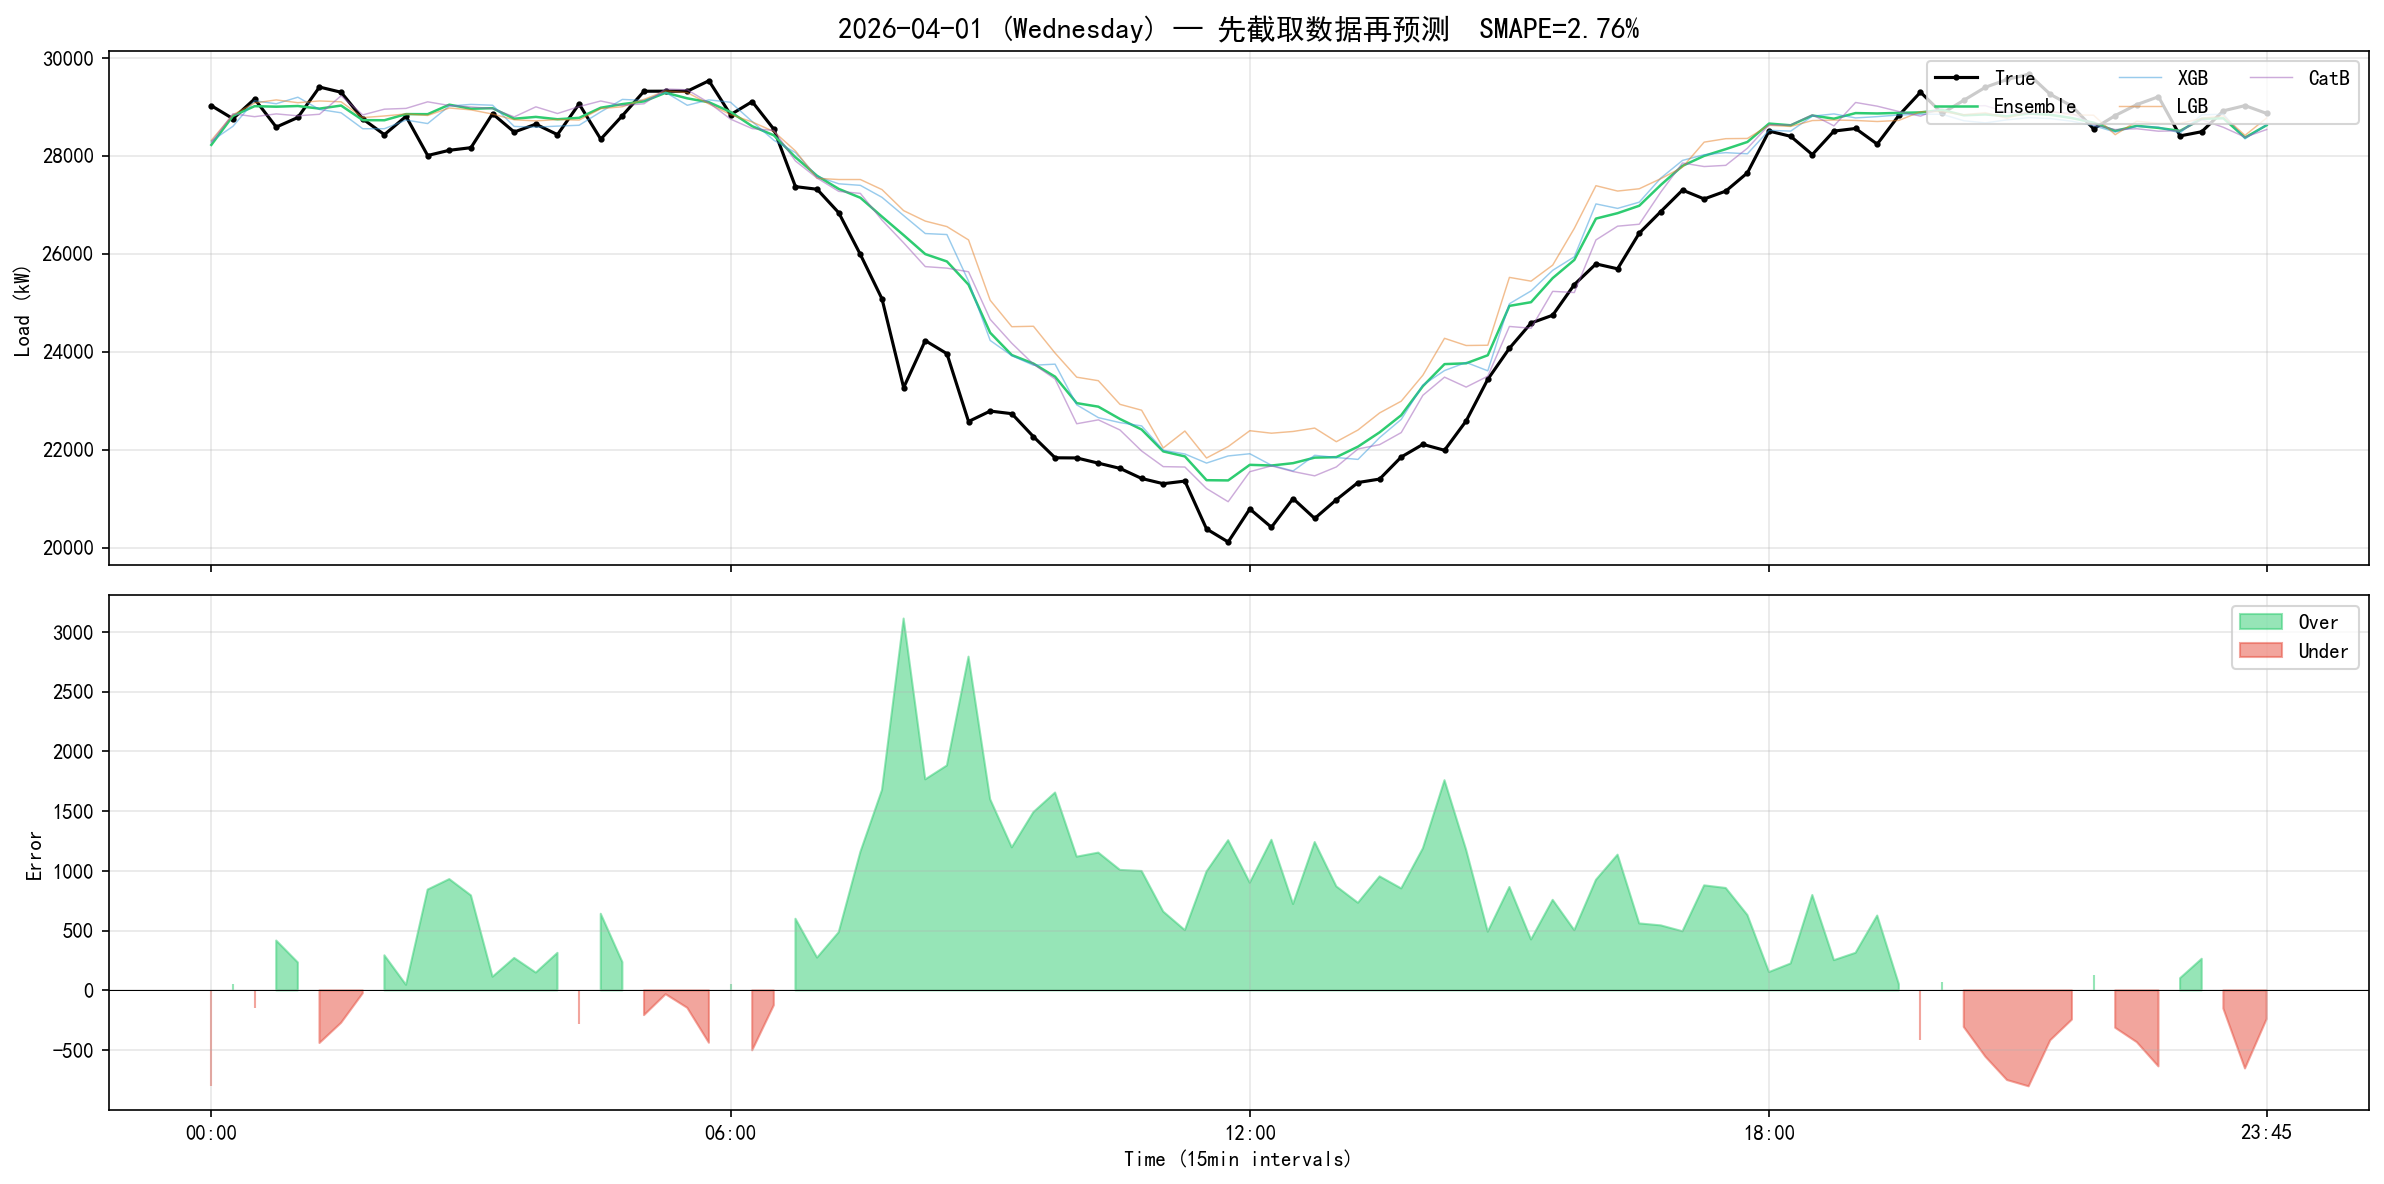 2026-04-01 (Wednesday) — 先截取数据再预测  SMAPE=2.76%
30000
28000
26000
24000
22000
20000
Load (kW)
True
Ensemble
XGB
LGB
CatB
3000
2500
2000
1500
1000
500
0
−500
Error
Over
Under
00:00
06:00
12:00
18:00
23:45
Time (15min intervals)